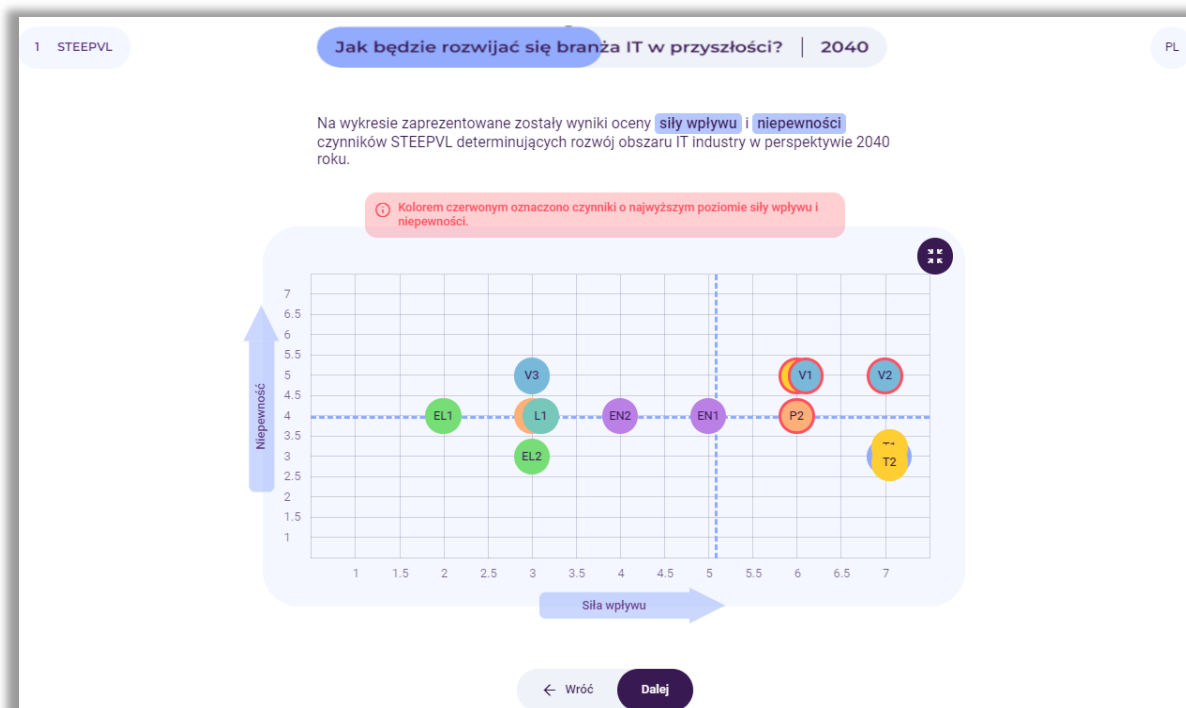 1 STEEPVL
Jak będzie rozwijać się branża IT w przyszłości? | 2040
PL
Na wykresie zaprezentowane zostały wyniki oceny siły wpływu i niepewności
czynników STEEPVL determinujących rozwój obszaru IT industry w perspektywie 2040
roku.
Kolorem czerwonym oznaczono czynniki o najwyższym poziomie siły wpływu i
niepewności.
Niepewność
7
6.5
6
5.5
5
4.5
4
3.5
3
2.5
2
1.5
1
V3
V1
V2
EL1
L1
EN2
EN1
P2
EL2
T2
1 1.5 2 2.5 3 3.5 4 4.5 5 5.5 6 6.5 7
Siła wpływu
← Wróć
Dalej